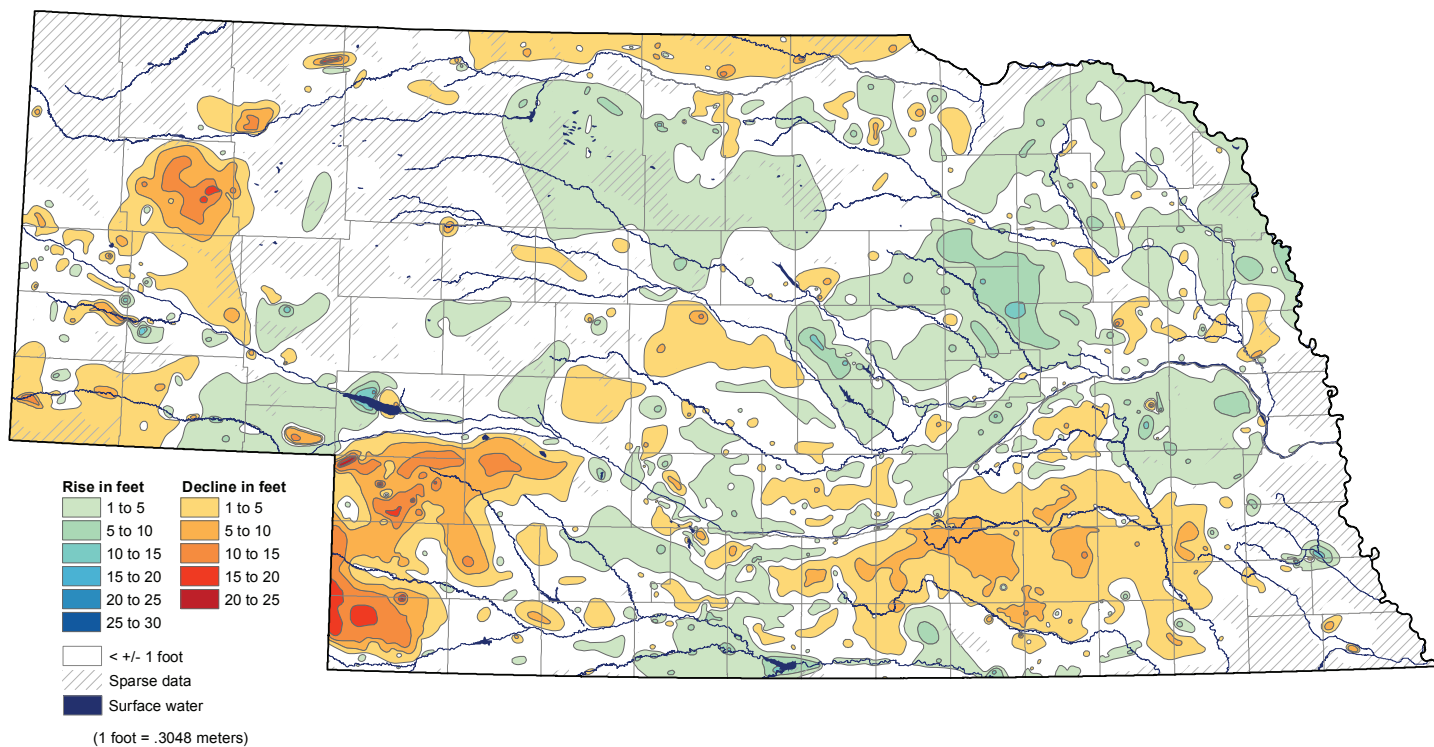 Rise in feet
1 to 5
5 to 10
10 to 15
15 to 20
20 to 25
25 to 30
Decline in feet
1 to 5
5 to 10
10 to 15
15 to 20
20 to 25
< +/- 1 foot
Sparse data
Surface water
(1 foot = .3048 meters)